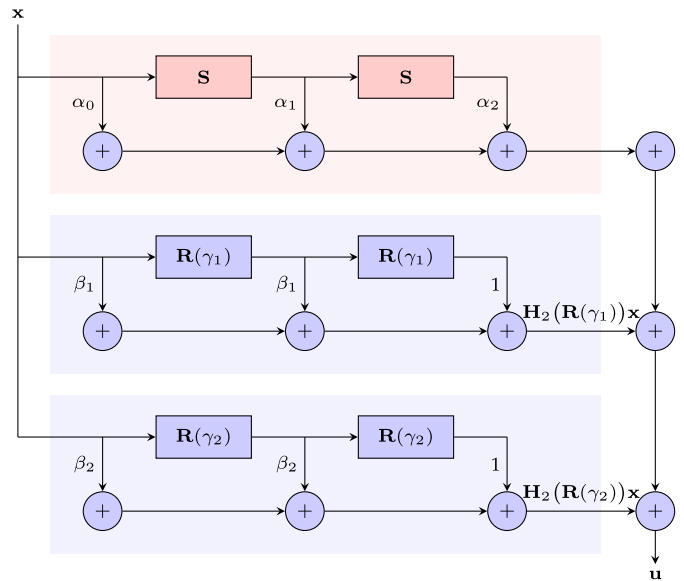 x
S S
α₀ α₁ α₂
+ + + +
R(γ₁) R(γ₁)
β₁ β₁ 1
H₂(R(γ₁))x
+ + + +
R(γ₂) R(γ₂)
β₂ β₂ 1
H₂(R(γ₂))x
+ + + +
u